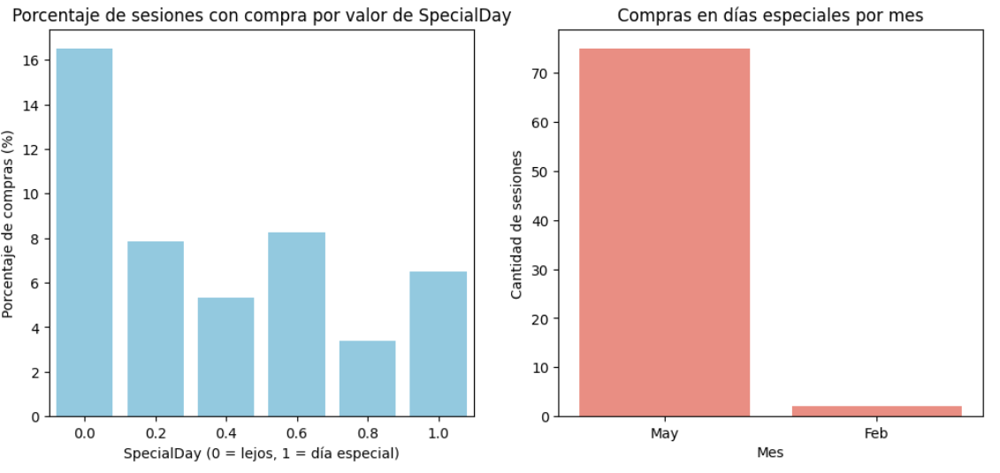 Porcentaje de sesiones con compra por valor de SpecialDay
Porcentaje de compras (%)
16
14
12
10
8
6
4
2
0
0.0 0.2 0.4 0.6 0.8 1.0
SpecialDay (0 = lejos, 1 = día especial)
Compras en días especiales por mes
Cantidad de sesiones
70
60
50
40
30
20
10
0
May Feb
Mes